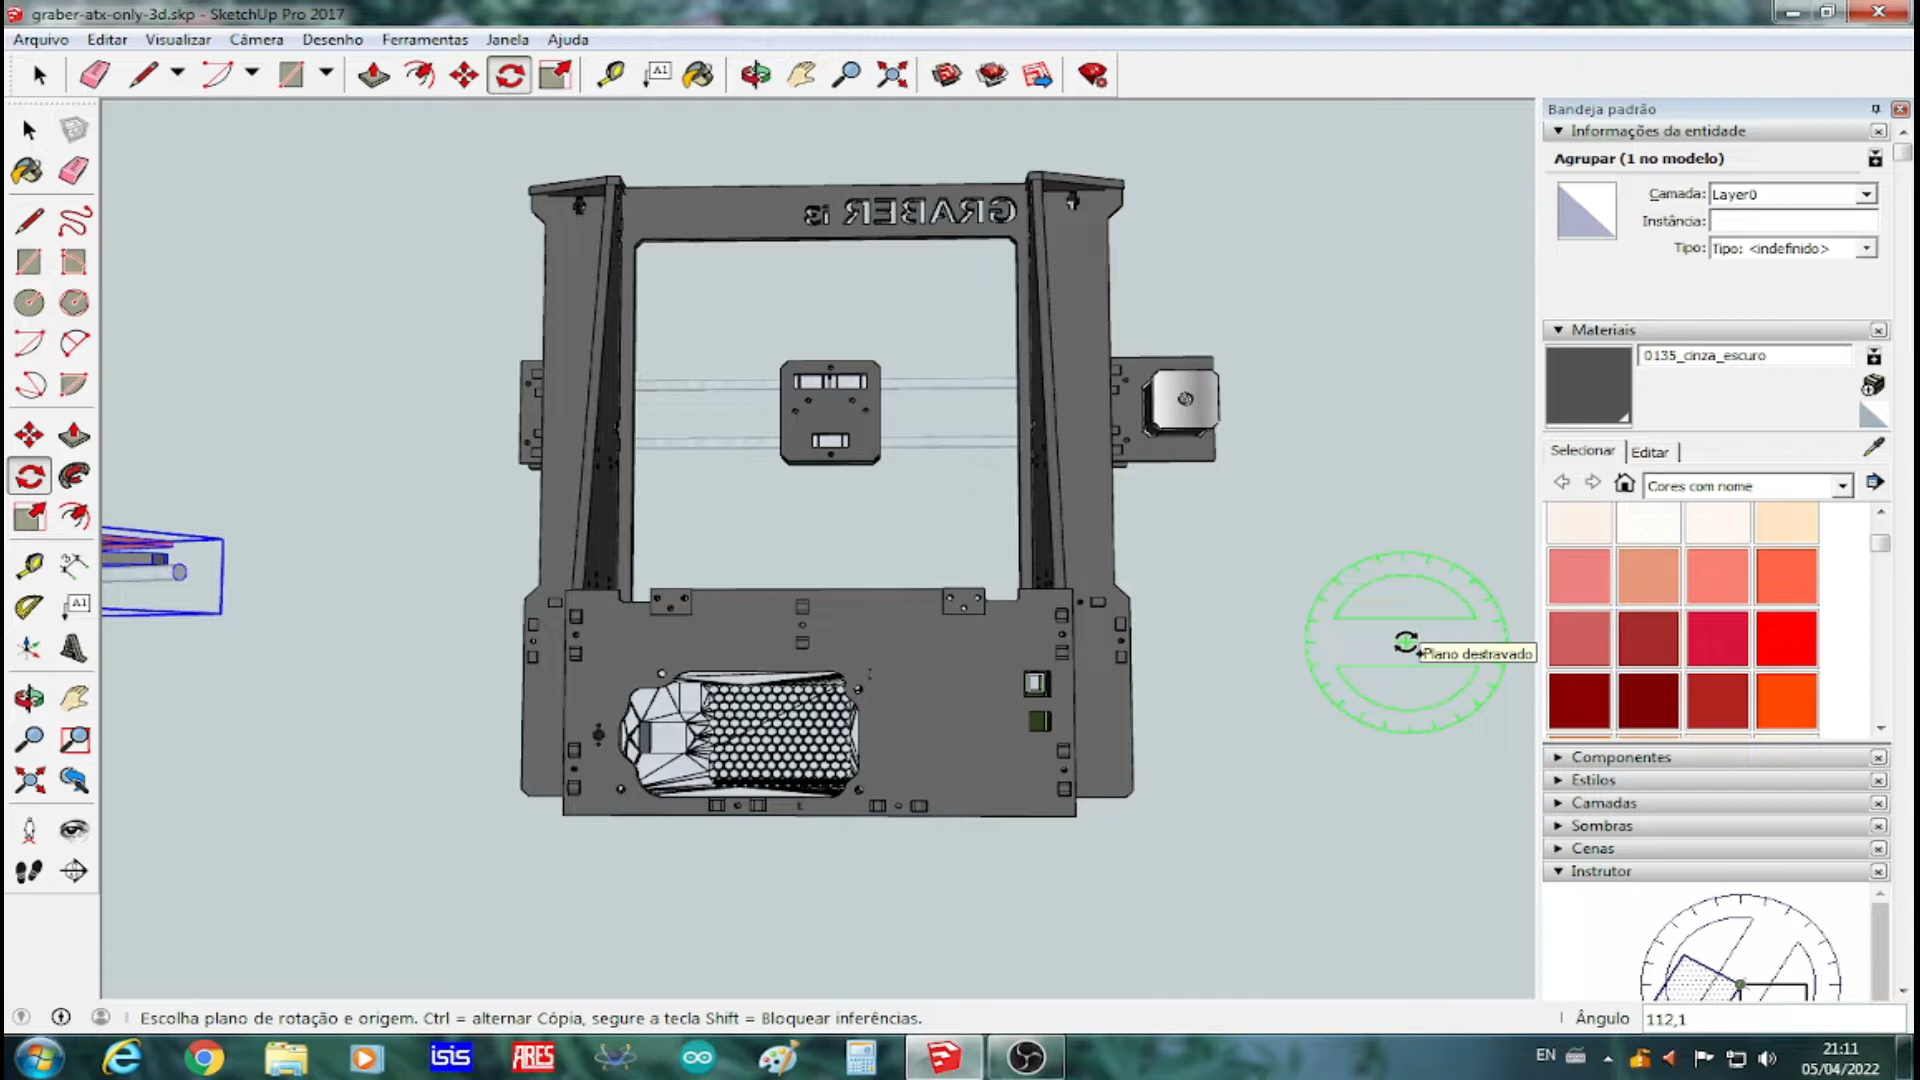 graber-atx-only-3d.skp - SketchUp Pro 2017
Arquivo Editar Visualizar Câmera Desenho Ferramentas Janela Ajuda
A1
Bandeja padrão
Informações da entidade
Agrupar (1 no modelo)
Camada: Layer0
Instância:
Tipo: Tipo: <indefinido>
GRABER i3
Materiais
0135_cinza_escuro
Selecionar Editar
Cores com nome
A1
Plano destravado
Componentes
Estilos
Camadas
Sombras
Cenas
Instrutor
Escolha plano de rotação e origem. Ctrl = alternar Cópia, segure a tecla Shift = Bloquear inferências.
Ângulo 112,1
isis
ARES
EN
21:11
05/04/2022